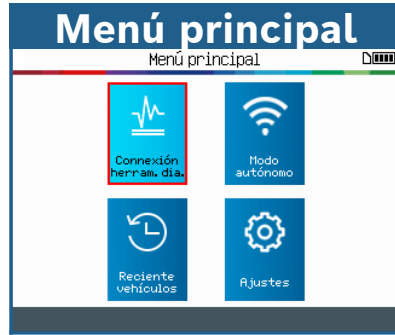 Menú principal
Menú principal
Connexión
herram. dia.
Modo
autónomo
Reciente
vehículos
Ajustes